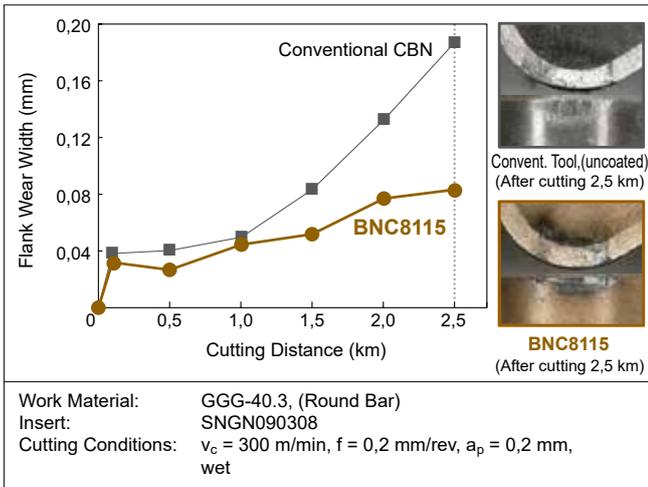 0,20
0,16
0,12
0,08
0,04
0
0,5
1,0
1,5
2,0
2,5
Flank Wear Width (mm)
Cutting Distance (km)
Conventional CBN
BNC8115
Convent. Tool,(uncoated)
(After cutting 2,5 km)
BNC8115
(After cutting 2,5 km)
Work Material: GGG-40.3, (Round Bar)
Insert: SNGN090308
Cutting Conditions: vc = 300 m/min, f = 0,2 mm/rev, ap = 0,2 mm,
wet